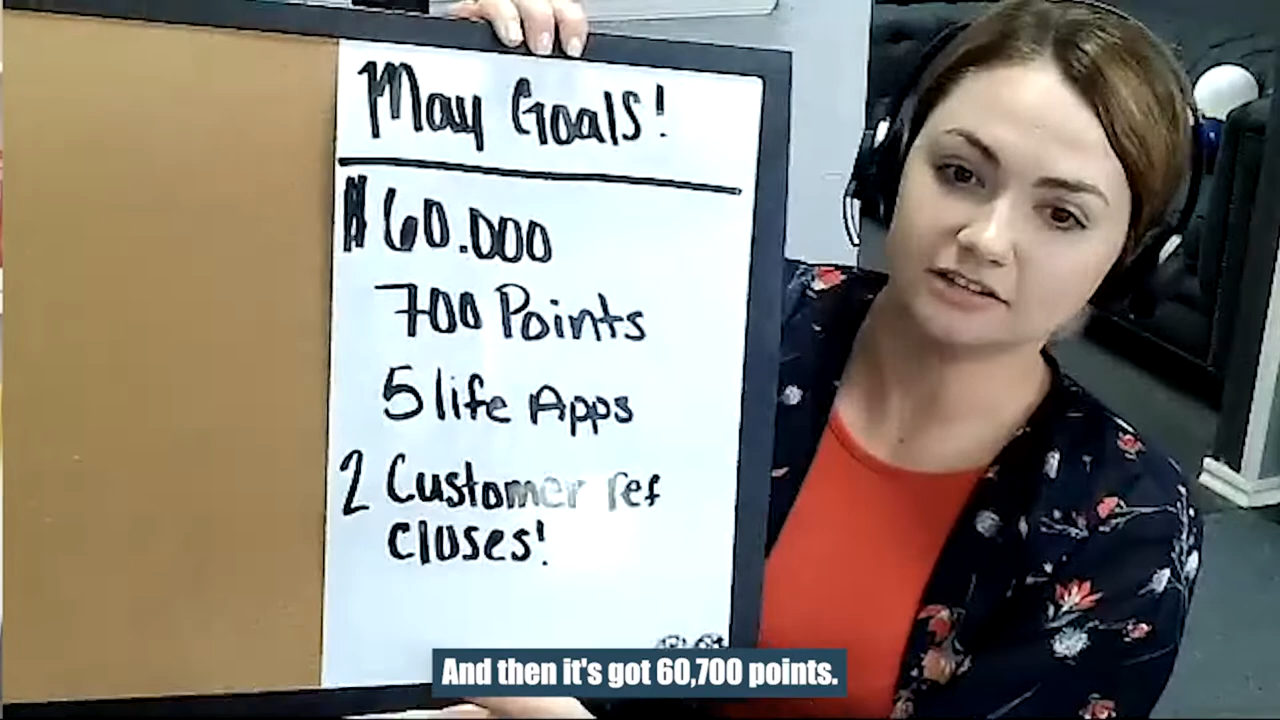 May Goals!
$60.000
700 Points
5 life Apps
2 Customer ref
closes!
And then it's got 60,700 points.